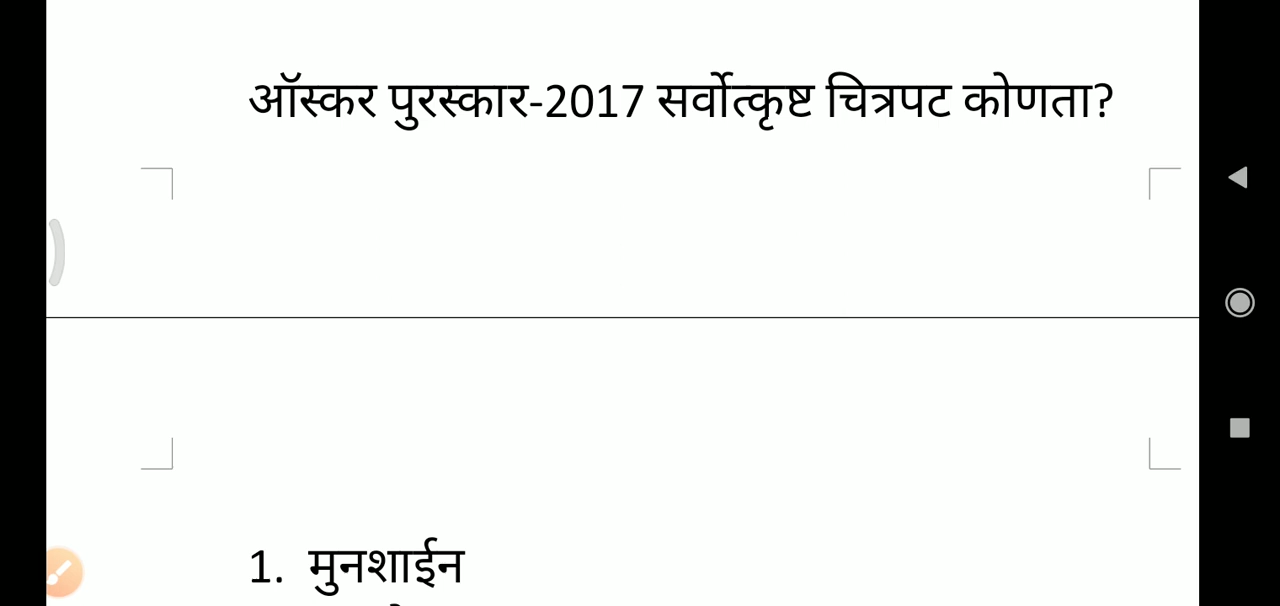 ऑस्कर पुरस्कार-2017 सर्वोत्कृष्ट चित्रपट कोणता?
1. मुनशाईन